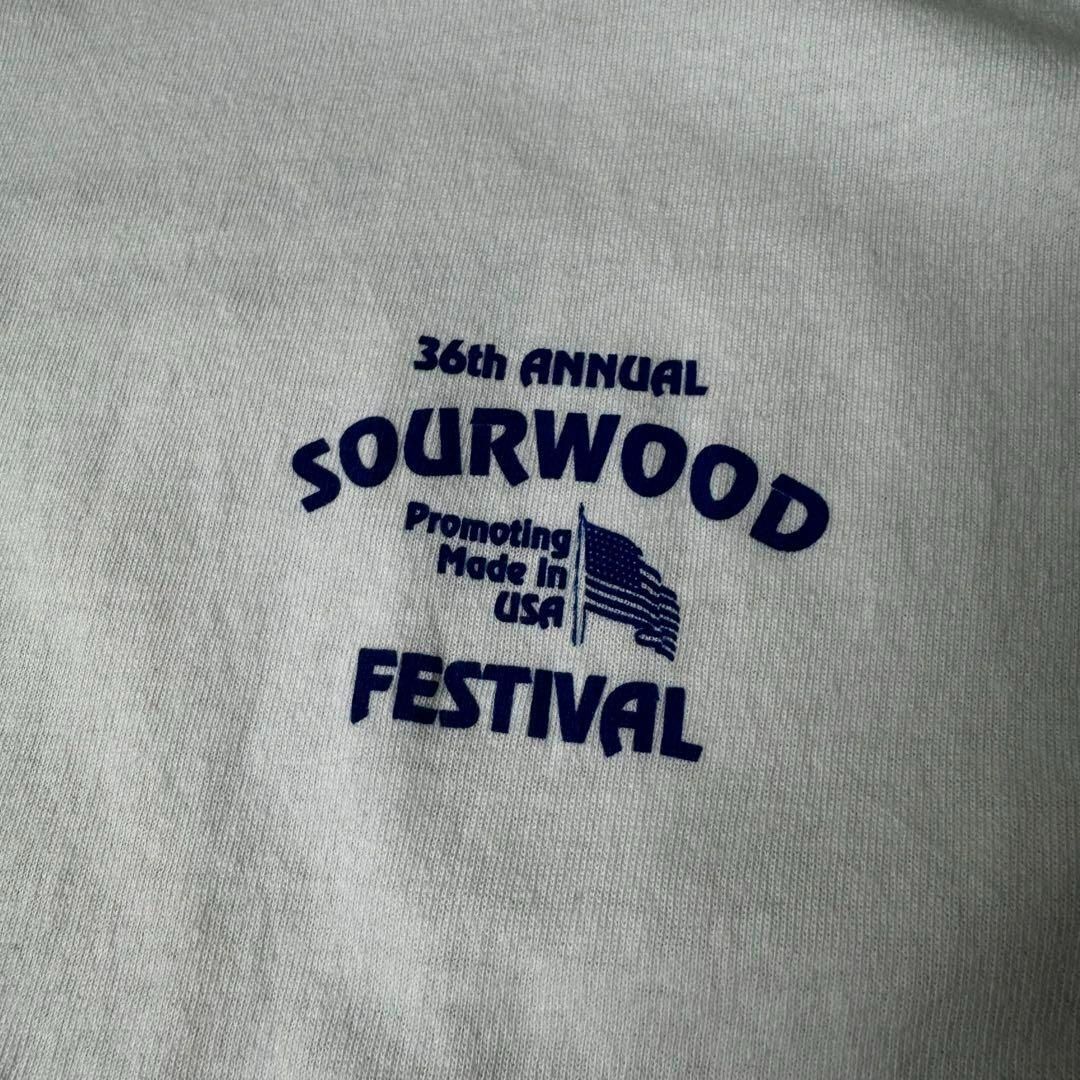 36th ANNUAL
SOURWOOD
Promoting
Made In
USA
FESTIVAL